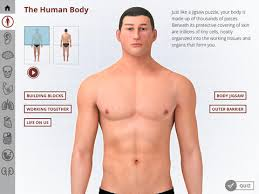 The Human Body
Just like a jigsaw puzzle, your body is
made up of thousands of pieces.
Beneath its protective covering of skin
are trillions of tiny cells, neatly
organized into the working tissues and
organs that form you.
BUILDING BLOCKS
BODY JIGSAW
WORKING TOGETHER
OUTER BARRIER
LIFE ON US
QUIZ